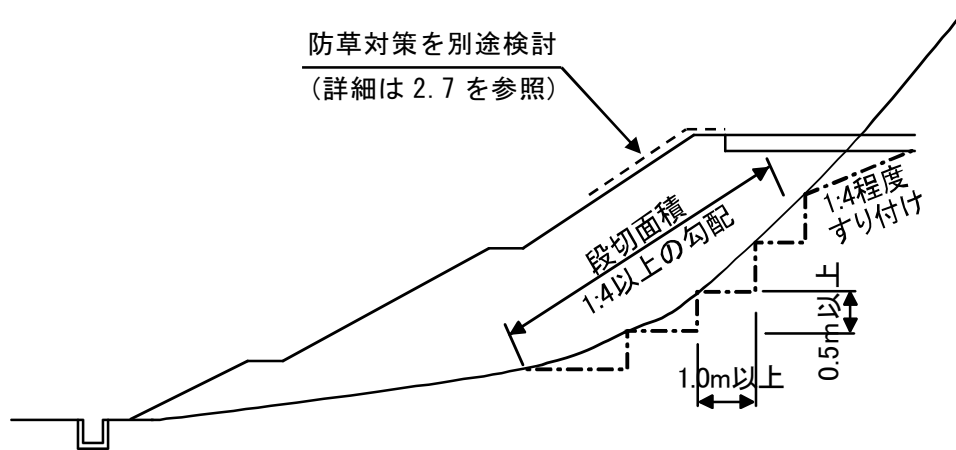 防草対策を別途検討
（詳細は 2.7 を参照）
1:4程度
すり付け
段切面積
1:4以上の勾配
0.5m以上
1.0m以上